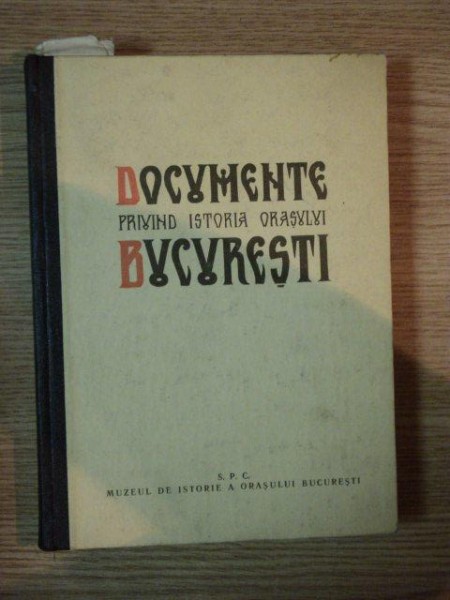 DOCUMENTE
PRIVIND ISTORIA ORAȘULUI
BUCUREȘTI
S. P. C.
MUZEUL DE ISTORIE A ORAȘULUI BUCUREȘTI